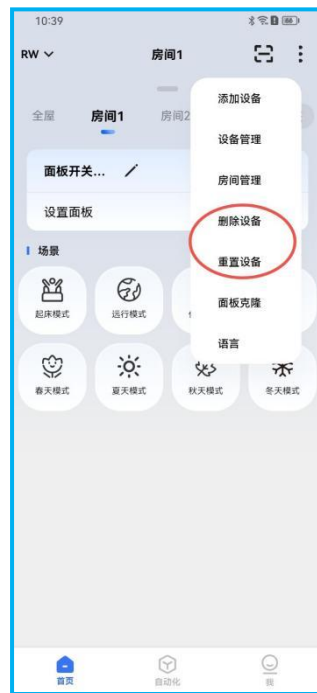 10:39
66
RW
房间1
全屋
房间1
房间2
添加设备
设备管理
房间管理
删除设备
重置设备
面板克隆
语言
面板开关...
设置面板
场景
起床模式
远行模式
春天模式
夏天模式
秋天模式
冬天模式
首页
自动化
我